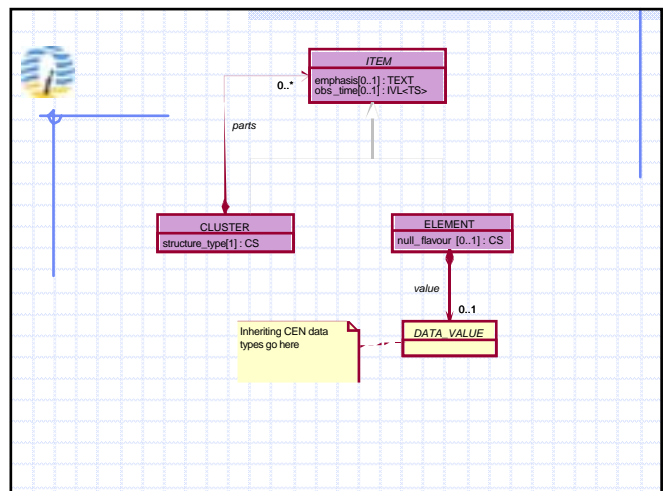 ITEM
emphasis[0..1] : TEXT
obs_time[0..1] : IVL<TS>
0..*
parts
CLUSTER
structure_type[1] : CS
ELEMENT
null_flavour [0..1] : CS
value
0..1
Inheriting CEN data
types go here
DATA_VALUE